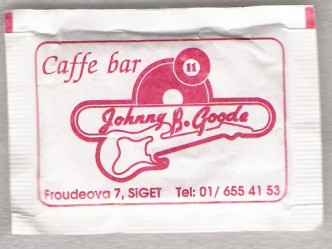 Caffe bar
11
Johnny B. Goode
Froudeova 7, SIGET Tel: 01/ 655 41 53